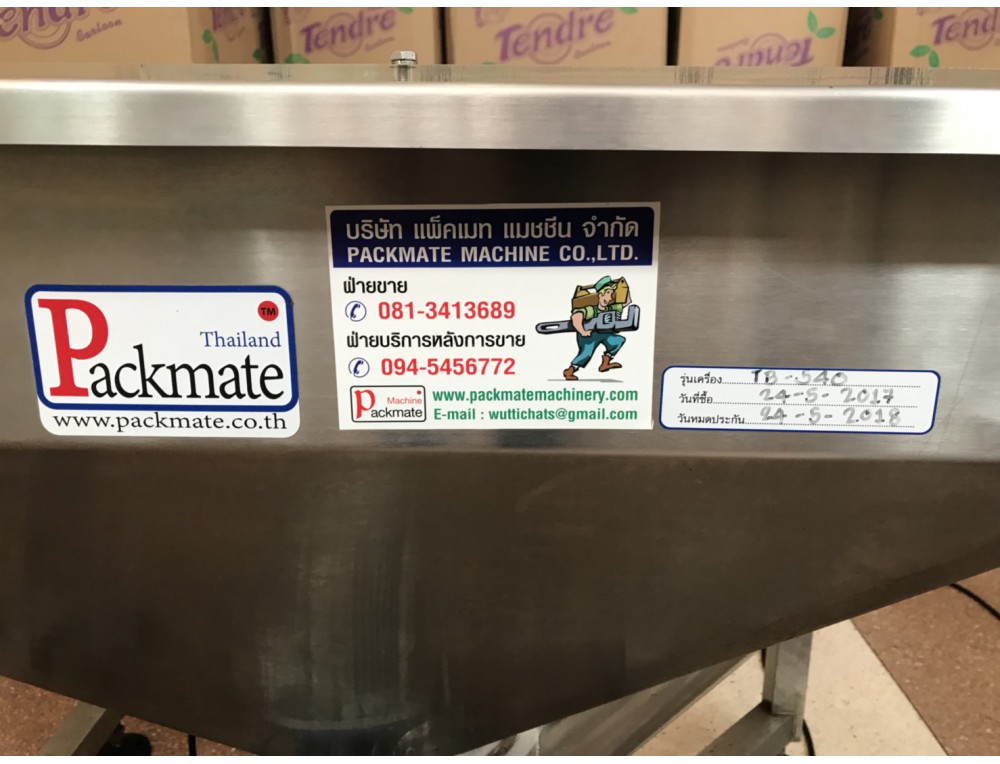 Tendre
Tendre
Tendre
Tendre
Tendre
Packmate
Thailand
TM
www.packmate.co.th
บริษัท แพ็คเมท แมชชีน จำกัด
PACKMATE MACHINE CO.,LTD.
ฝ่ายขาย
081-3413689
ฝ่ายบริการหลังการขาย
094-5456772
Machine
Packmate
www.packmatemachinery.com
E-mail : wuttichats@gmail.com
รุ่นเครื่อง TB-540
วันที่ซื้อ 24-5-2017
วันหมดประกัน 24-5-2018